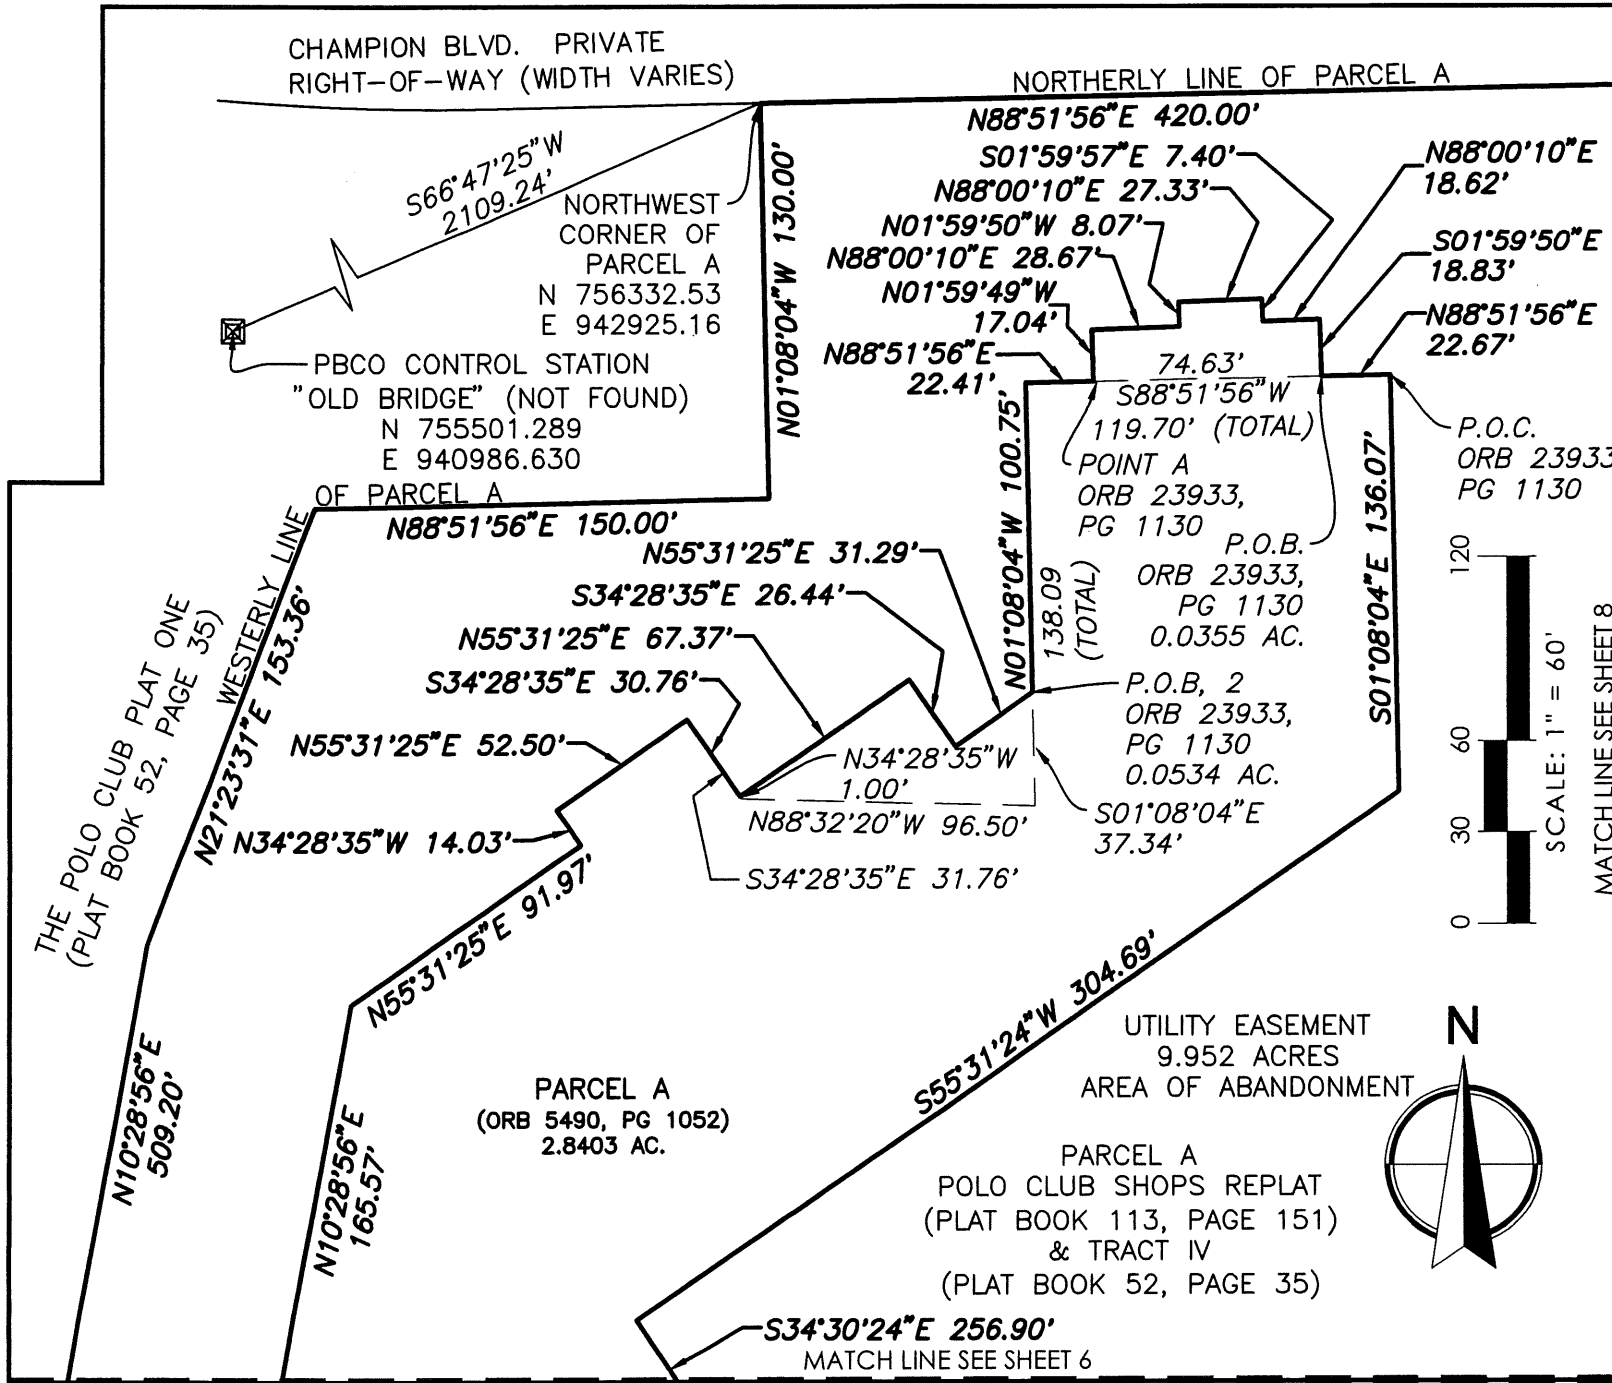 CHAMPION BLVD. PRIVATE
RIGHT-OF-WAY (WIDTH VARIES)
NORTHERLY LINE OF PARCEL A
N88°51'56"E 420.00'
S01°59'57"E 7.40'
N88°00'10"E 27.33'
N01°59'50"W 8.07'
N88°00'10"E 28.67'
N01°59'49"W
17.04'
N88°51'56"E
22.41'
N88°00'10"E
18.62'
S01°59'50"E
18.83'
N88°51'56"E
22.67'
S66°47'25"W
2109.24'
NORTHWEST
CORNER OF
PARCEL A
N 756332.53
E 942925.16
N01°08'04"W 130.00'
PBCO CONTROL STATION
"OLD BRIDGE" (NOT FOUND)
N 755501.289
E 940986.630
74.63'
S88°51'56"W
119.70' (TOTAL)
POINT A
ORB 23933,
PG 1130
P.O.C.
ORB 23933
PG 1130
P.O.B.
ORB 23933,
PG 1130
0.0355 AC.
N01°08'04"W 100.75'
138.09
(TOTAL)
S01°08'04"E 136.07'
OF PARCEL A
WESTERLY LINE
N88°51'56"E 150.00'
N55°31'25"E 31.29'
S34°28'35"E 26.44'
N55°31'25"E 67.37'
S34°28'35"E 30.76'
N55°31'25"E 52.50'
N34°28'35"W 14.03'
P.O.B, 2
ORB 23933,
PG 1130
0.0534 AC.
N34°28'35"W
1.00'
N88°32'20"W 96.50'
S01°08'04"E
37.34'
S34°28'35"E 31.76'
THE POLO CLUB PLAT ONE
(PLAT BOOK 52, PAGE 35)
N21°23'31"E 153.36'
N55°31'25"E 91.97'
N10°28'56"E
509.20'
N10°28'56"E
165.57'
PARCEL A
(ORB 5490, PG 1052)
2.8403 AC.
S55°31'24"W 304.69'
UTILITY EASEMENT
9.952 ACRES
AREA OF ABANDONMENT
PARCEL A
POLO CLUB SHOPS REPLAT
(PLAT BOOK 113, PAGE 151)
& TRACT IV
(PLAT BOOK 52, PAGE 35)
S34°30'24"E 256.90'
MATCH LINE SEE SHEET 6
120
60
30
0
SCALE: 1" = 60'
MATCH LINE SEE SHEET 8
N